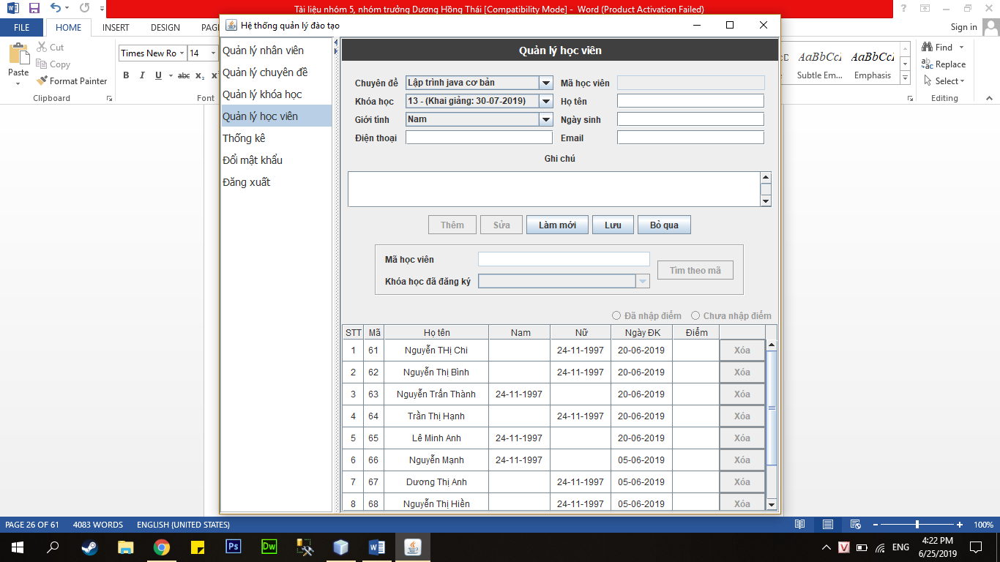 Tài liệu nhóm 5, nhóm trưởng Dương Hồng Thái [Compatibility Mode] - Word (Product Activation Failed)
FILE HOME INSERT DESIGN PAG
Sign in
Hệ thống quản lý đào tạo
Cut
Copy
Format Painter
Paste
Clipboard
Times New Ro 14
B I U abc x₂
Font
AaBbCcI AaBbCcI
Subtle Em... Emphasis
Find
Replace
Select
Editing
Quản lý nhân viên
Quản lý chuyên đề
Quản lý khóa học
Quản lý học viên
Thống kê
Đổi mật khẩu
Đăng xuất
Quản lý học viên
Chuyên đề Lập trình java cơ bản Mã học viên
Khóa học 13 - (Khai giảng: 30-07-2019) Họ tên
Giới tính Nam Ngày sinh
Điện thoại Email
Ghi chú
Thêm Sửa Làm mới Lưu Bỏ qua
Mã học viên
Khóa học đã đăng ký
Tìm theo mã
Đã nhập điểm Chưa nhập điểm
STT Mã Họ tên Nam Nữ Ngày ĐK Điểm
1 61 Nguyễn THị Chi 24-11-1997 20-06-2019 Xóa
2 62 Nguyễn Thị Bình 24-11-1997 20-06-2019 Xóa
3 63 Nguyễn Trấn Thành 24-11-1997 20-06-2019 Xóa
4 64 Trần Thị Hạnh 24-11-1997 20-06-2019 Xóa
5 65 Lê Minh Anh 24-11-1997 20-06-2019 Xóa
6 66 Nguyễn Mạnh 24-11-1997 05-06-2019 Xóa
7 67 Dương Thị Anh 24-11-1997 05-06-2019 Xóa
8 68 Nguyễn Thị Hiền 24-11-1997 05-06-2019 Xóa
PAGE 26 OF 61 4083 WORDS ENGLISH (UNITED STATES) 100%
Ps Dw
ENG
4:22 PM
6/25/2019